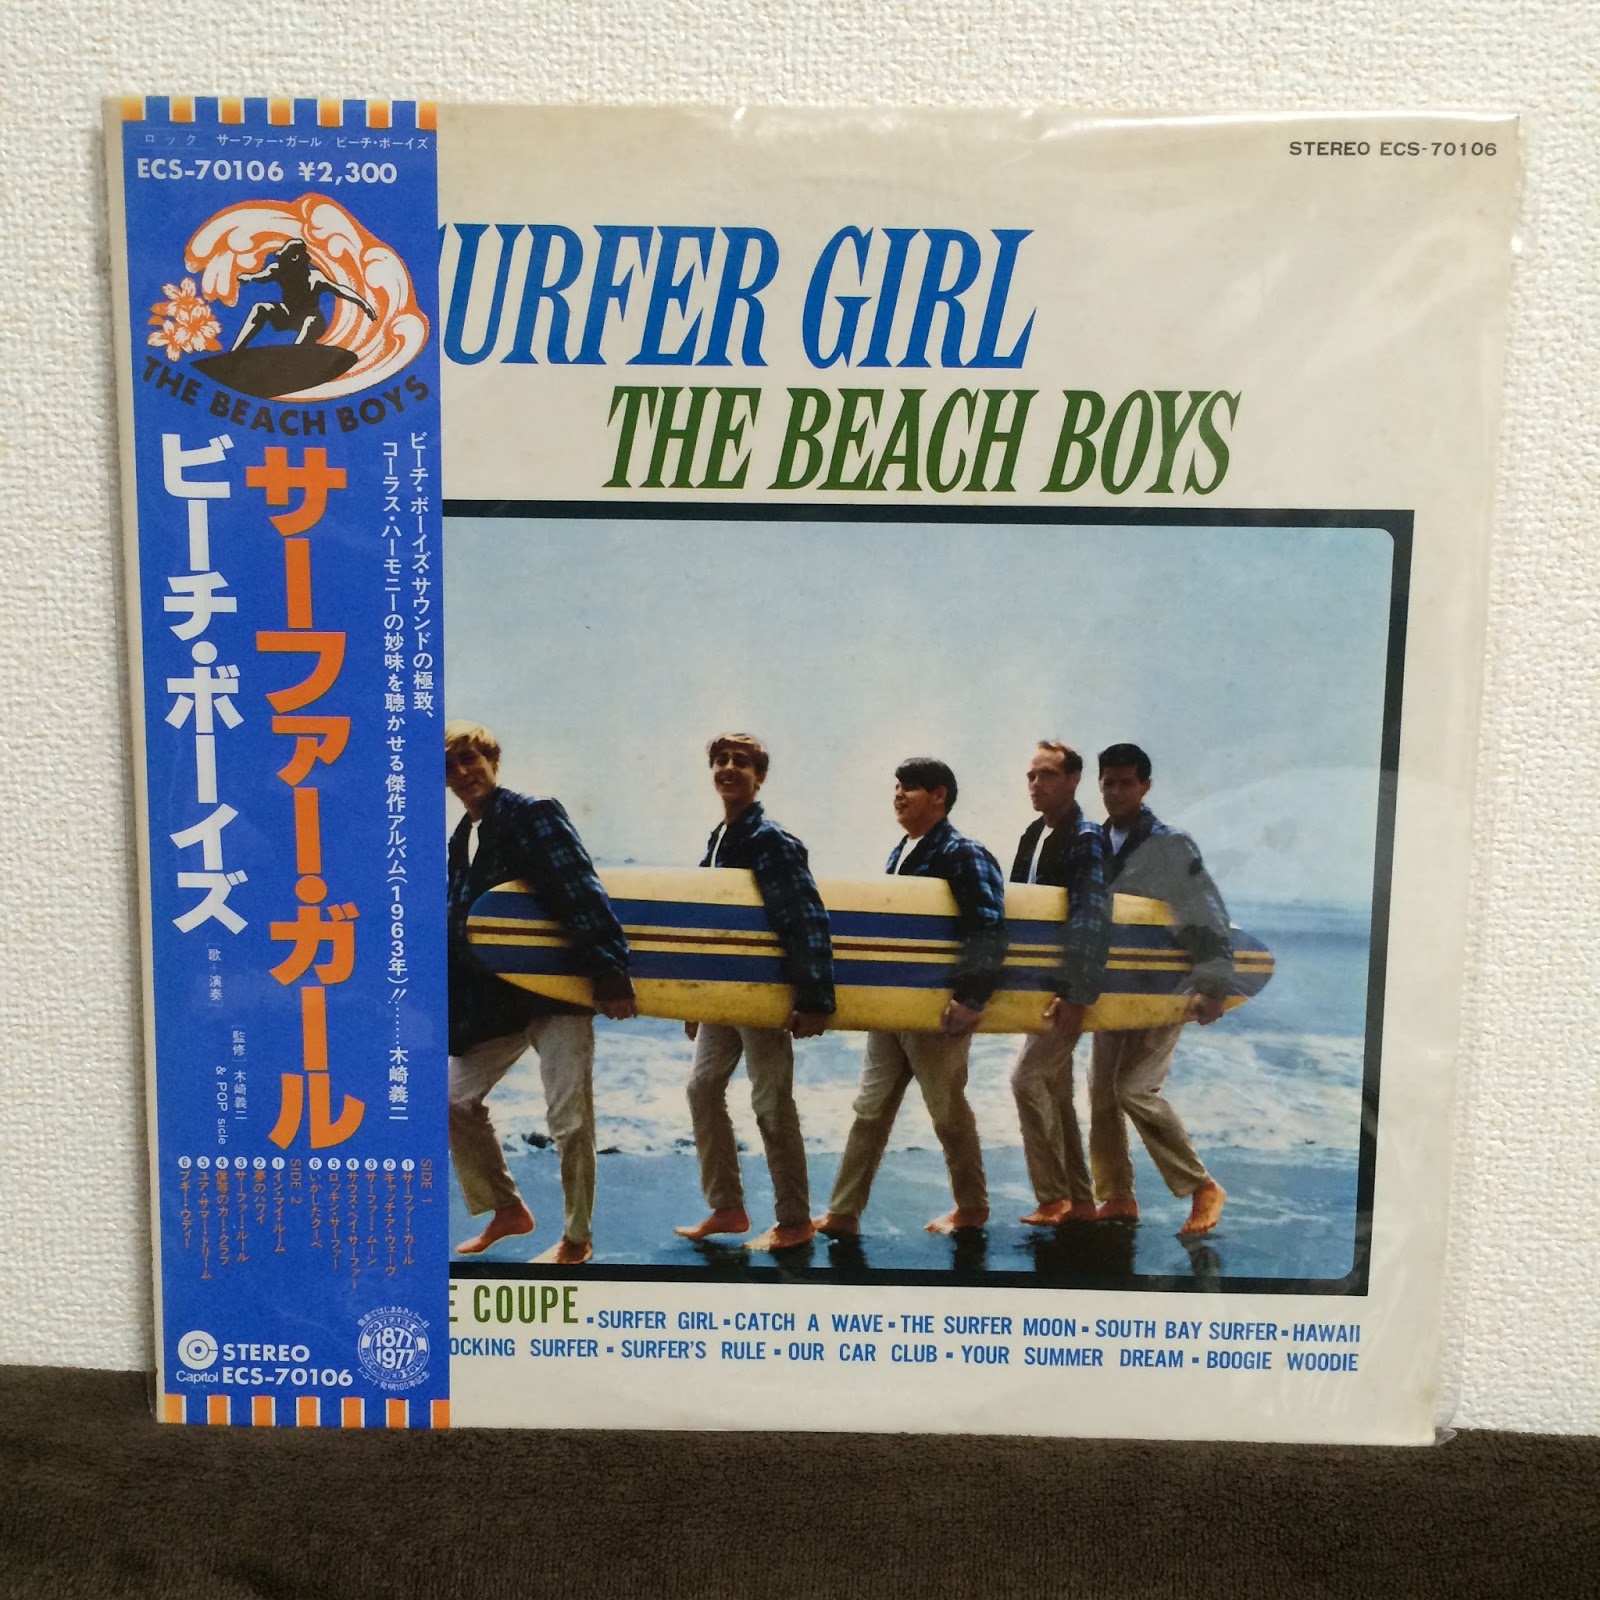 ロック サーファー・ガール／ビーチ・ボーイズ
ECS-70106 ¥2,300
THE BEACH BOYS
ビーチ・ボーイズ・サウンドの極致、
コーラス・ハーモニーの妙味を聴かせる傑作アルバム(1963年)!!……木崎義二
サーファー・ガール
ビーチ・ボーイズ
[歌・演奏]
監修 木崎義二
& POP sicle
SIDE 1
①サーファー・ガール
②キャッチ・ア・ウェーヴ
③サーファー・ムーン
④サウス・ベイ・サーファー
⑤ロッキン・サーファー
⑥いかしたクーペ
SIDE 2
①イン・マイ・ルーム
②夢のハワイ
③サーファー・ルール
④僕等のカー・クラブ
⑤ユア・サマー・ドリーム
⑥ブギー・ウディー
Capitol
STEREO
ECS-70106
1877
1977
レコード発明100年記念
STEREO ECS-70106
URFER GIRL
THE BEACH BOYS
E COUPE ▪ SURFER GIRL ▪ CATCH A WAVE ▪ THE SURFER MOON ▪ SOUTH BAY SURFER ▪ HAWAII
OCKING SURFER ▪ SURFER'S RULE ▪ OUR CAR CLUB ▪ YOUR SUMMER DREAM ▪ BOOGIE WOODIE